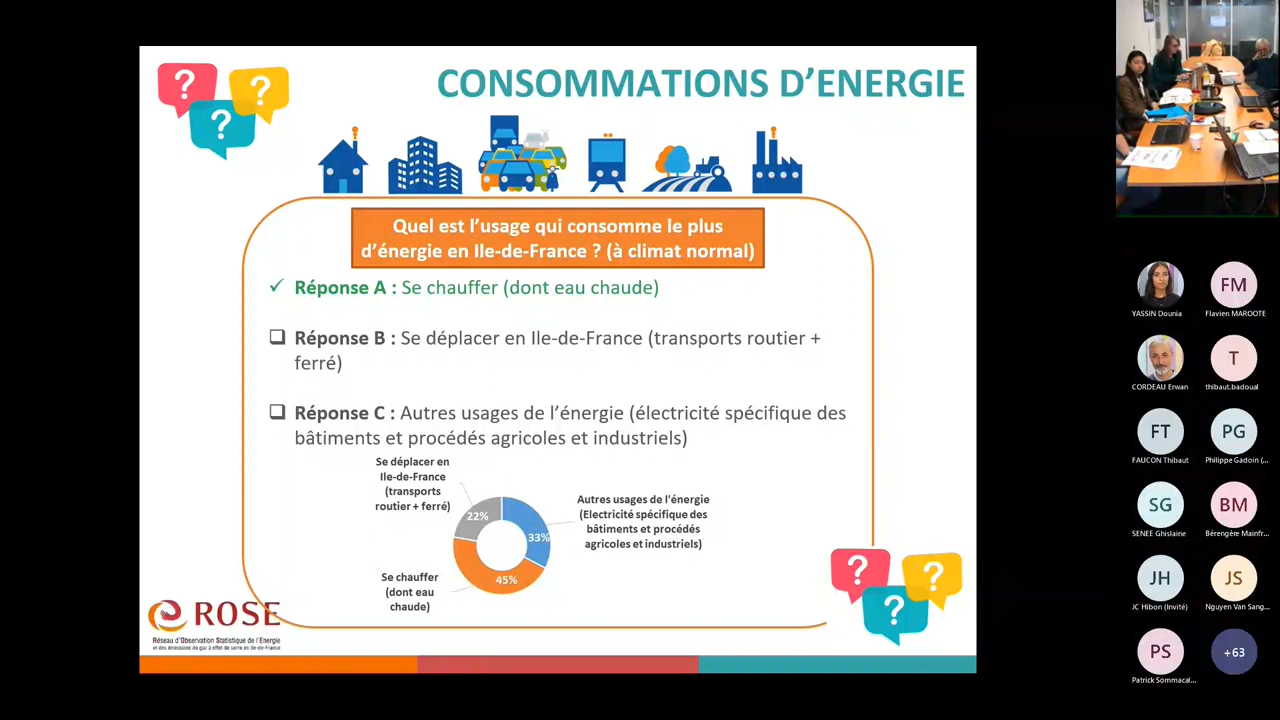 CONSOMMATIONS D'ENERGIE
Quel est l'usage qui consomme le plus
d'énergie en Ile-de-France ? (à climat normal)
Réponse A : Se chauffer (dont eau chaude)
Réponse B : Se déplacer en Ile-de-France (transports routier +
ferré)
Réponse C : Autres usages de l'énergie (électricité spécifique des
bâtiments et procédés agricoles et industriels)
Se déplacer en
Ile-de-France
(transports
routier + ferré)
22%
Autres usages de l'énergie
(Electricité spécifique des
bâtiments et procédés
agricoles et industriels)
33%
45%
Se chauffer
(dont eau
chaude)
ROSE
Réseau d'Observation Statistique de l'Energie
et des émissions de gaz à effet de serre en Ile-de-France
? ? ?
? ? ?
YASSIN Dounia
FM
Flavien MAROOTE
CORDEAU Erwan
T
thibaut.badoual
FT
FAUCON Thibaut
PG
Philippe Gadoin (...
SG
SENEE Ghislaine
BM
Bérengère Mainfr...
JH
JC Hibon (Invité)
JS
Nguyen Van Sang...
PS
Patrick Sommacal...
+63